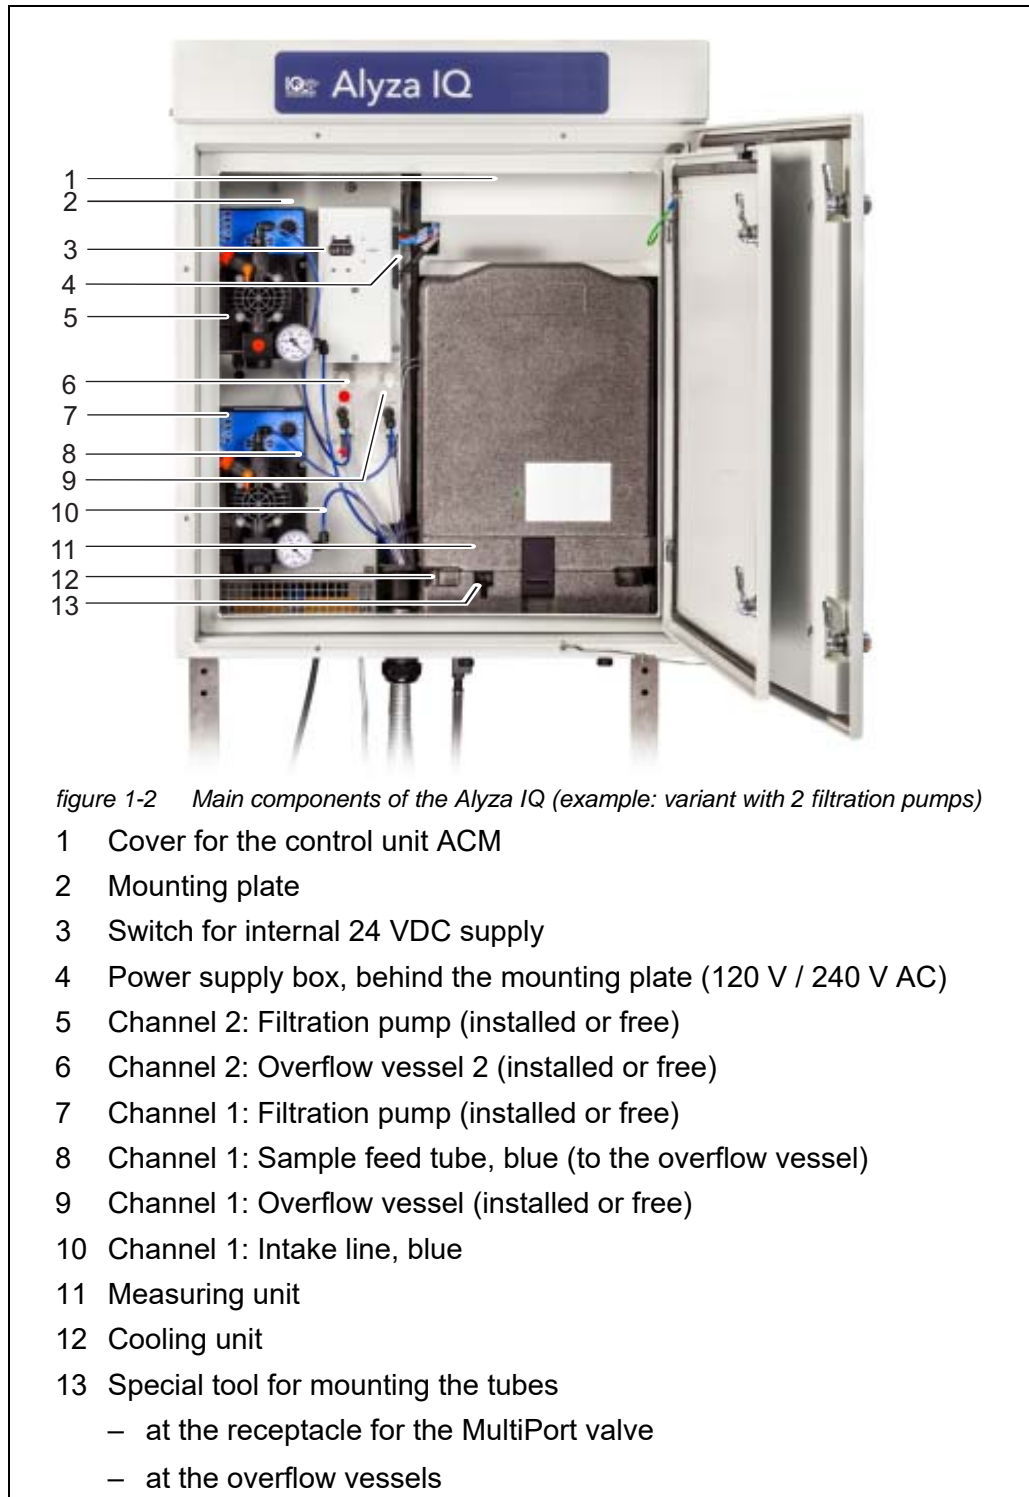 IQ Alyza IQ
1
2
3
4
5
6
7
8
9
10
11
12
13
figure 1-2 Main components of the Alyza IQ (example: variant with 2 filtration pumps)
1 Cover for the control unit ACM
2 Mounting plate
3 Switch for internal 24 VDC supply
4 Power supply box, behind the mounting plate (120 V / 240 V AC)
5 Channel 2: Filtration pump (installed or free)
6 Channel 2: Overflow vessel 2 (installed or free)
7 Channel 1: Filtration pump (installed or free)
8 Channel 1: Sample feed tube, blue (to the overflow vessel)
9 Channel 1: Overflow vessel (installed or free)
10 Channel 1: Intake line, blue
11 Measuring unit
12 Cooling unit
13 Special tool for mounting the tubes
– at the receptacle for the MultiPort valve
– at the overflow vessels